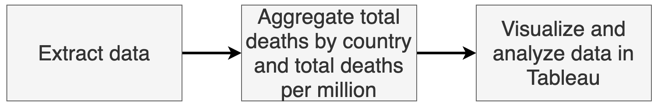 Extract data
Aggregate total
deaths by country
and total deaths
per million
Visualize and
analyze data in
Tableau